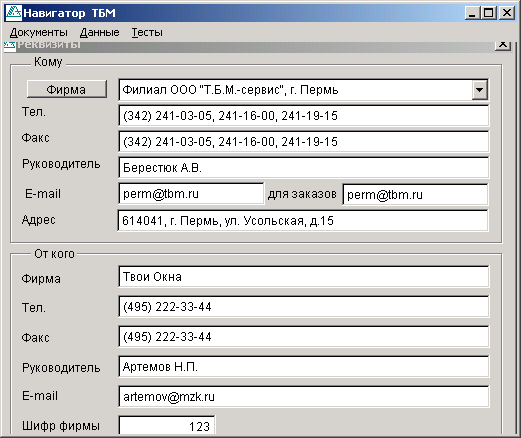 Навигатор ТБМ
Документы Данные Тесты
Реквизиты
Кому
Фирма Филиал ООО "Т.Б.М.-сервис", г. Пермь
Тел. (342) 241-03-05, 241-16-00, 241-19-15
Факс (342) 241-03-05, 241-16-00, 241-19-15
Руководитель Берестюк А.В.
E-mail perm@tbm.ru для заказов perm@tbm.ru
Адрес 614041, г. Пермь, ул. Усольская, д.15
От кого
Фирма Твои Окна
Тел. (495) 222-33-44
Факс (495) 222-33-44
Руководитель Артемов Н.П.
E-mail artemov@mzk.ru
Шифр фирмы 123